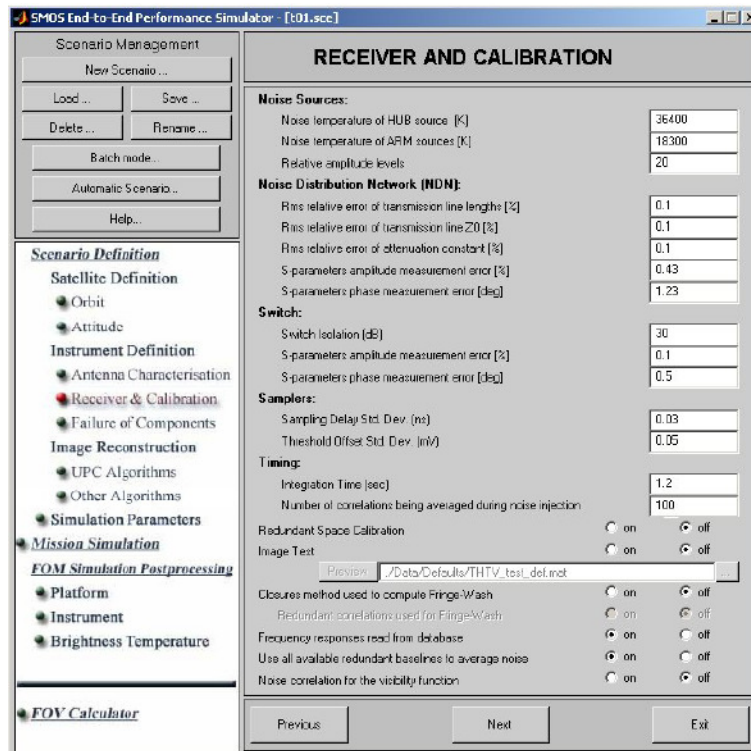 SMOS End-to-End Performance Simulator - [t01.sce]
Scenario Management
New Scenario ...
Load ... Save ...
Delete ... Rename ...
Batch mode...
Automatic Scenario...
Help...
Scenario Definition
Satellite Definition
Orbit
Attitude
Instrument Definition
Antenna Characterisation
Receiver & Calibration
Failure of Components
Image Reconstruction
UPC Algorithms
Other Algorithms
Simulation Parameters
Mission Simulation
FOM Simulation Postprocessing
Platform
Instrument
Brightness Temperature
FOV Calculator
RECEIVER AND CALIBRATION
Noise Sources:
Noise temperature of HUB source [K] 36400
Noise temperature of ARM sources [K] 18300
Relative amplitude levels 20
Noise Distribution Network (NDN):
Rms relative error of transmission line lengths [%] 0.1
Rms relative error of transmission line Z0 [%] 0.1
Rms relative error of attenuation constant [%] 0.1
S-parameters amplitude measurement error [%] 0.43
S-parameters phase measurement error [deg] 1.23
Switch:
Switch Isolation (dB) 30
S-parameters amplitude measurement error [%] 0.1
S-parameters phase measurement error [deg] 0.5
Samplers:
Sampling Delay Std. Dev. (ns) 0.03
Threshold Offset Std. Dev. (mV) 0.05
Timing:
Integration Time (sec) 1.2
Number of correlations being averaged during noise injection 100
Redundant Space Calibration on off
Image Test on off
Preview ./Data/Defaults/THTV_test_def.mat ...
Closures method used to compute Fringe-Wash on off
Redundant correlations used for Fringe-Wash on off
Frequency responses read from database on off
Use all available redundant baselines to average noise on off
Noise correlation for the visibility function on off
Previous Next Exit